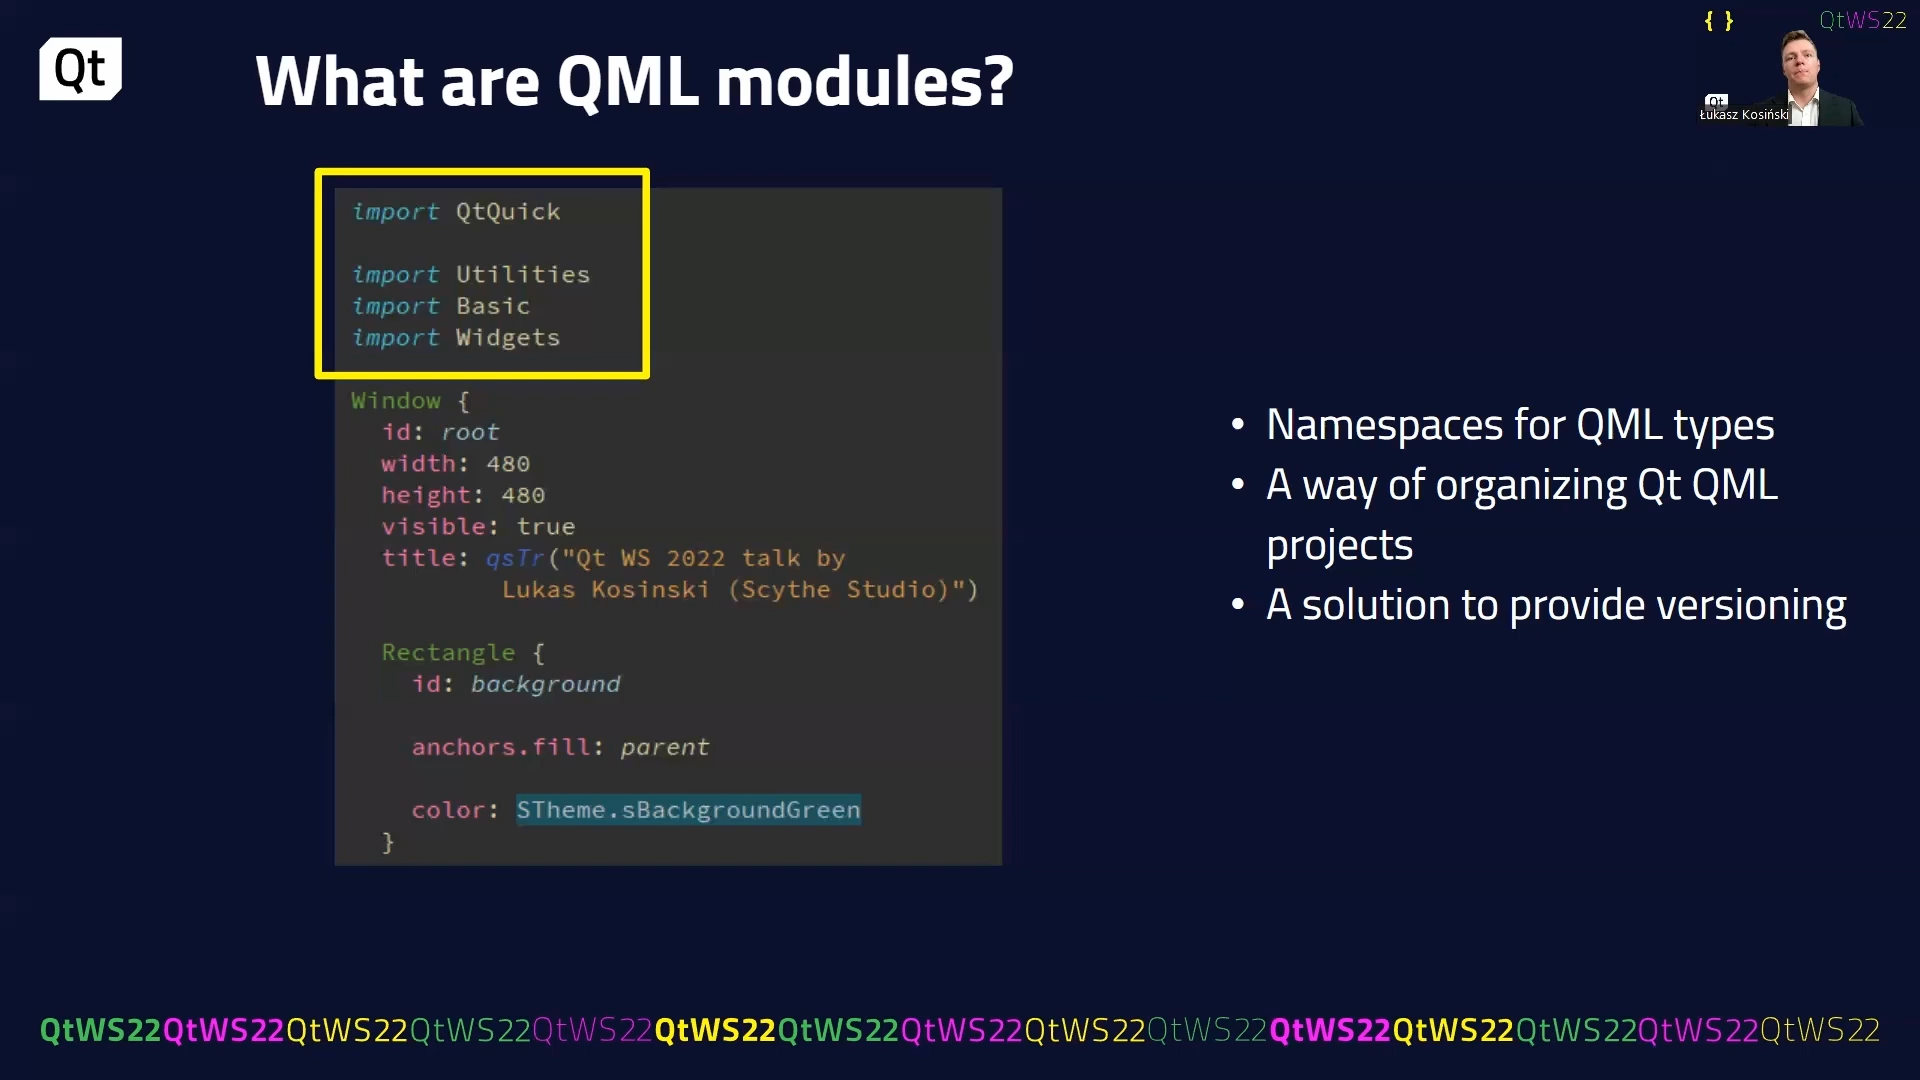 Qt
What are QML modules?
{ }
QtWS22
Qt
Łukasz Kosiński
import QtQuick
import Utilities
import Basic
import Widgets
Window {
id: root
width: 480
height: 480
visible: true
title: qsTr("Qt WS 2022 talk by
Lukas Kosinski (Scythe Studio)")
Rectangle {
id: background
anchors.fill: parent
color: STheme.sBackgroundGreen
}
• Namespaces for QML types
• A way of organizing Qt QML
projects
• A solution to provide versioning
QtWS22QtWS22QtWS22QtWS22QtWS22QtWS22QtWS22QtWS22QtWS22QtWS22QtWS22QtWS22QtWS22QtWS22QtWS22